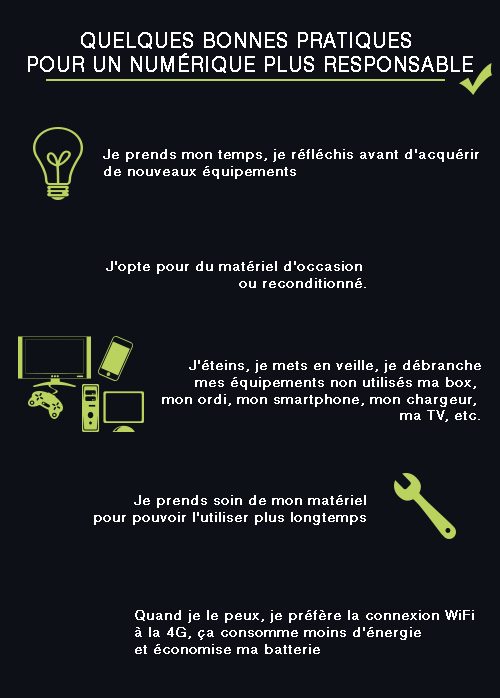 QUELQUES BONNES PRATIQUES
POUR UN NUMÉRIQUE PLUS RESPONSABLE
Je prends mon temps, je réfléchis avant d'acquérir
de nouveaux équipements
J'opte pour du matériel d'occasion
ou reconditionné.
J'éteins, je mets en veille, je débranche
mes équipements non utilisés ma box,
mon ordi, mon smartphone, mon chargeur,
ma TV, etc.
Je prends soin de mon matériel
pour pouvoir l'utiliser plus longtemps
Quand je le peux, je préfère la connexion WiFi
à la 4G, ça consomme moins d'énergie
et économise ma batterie